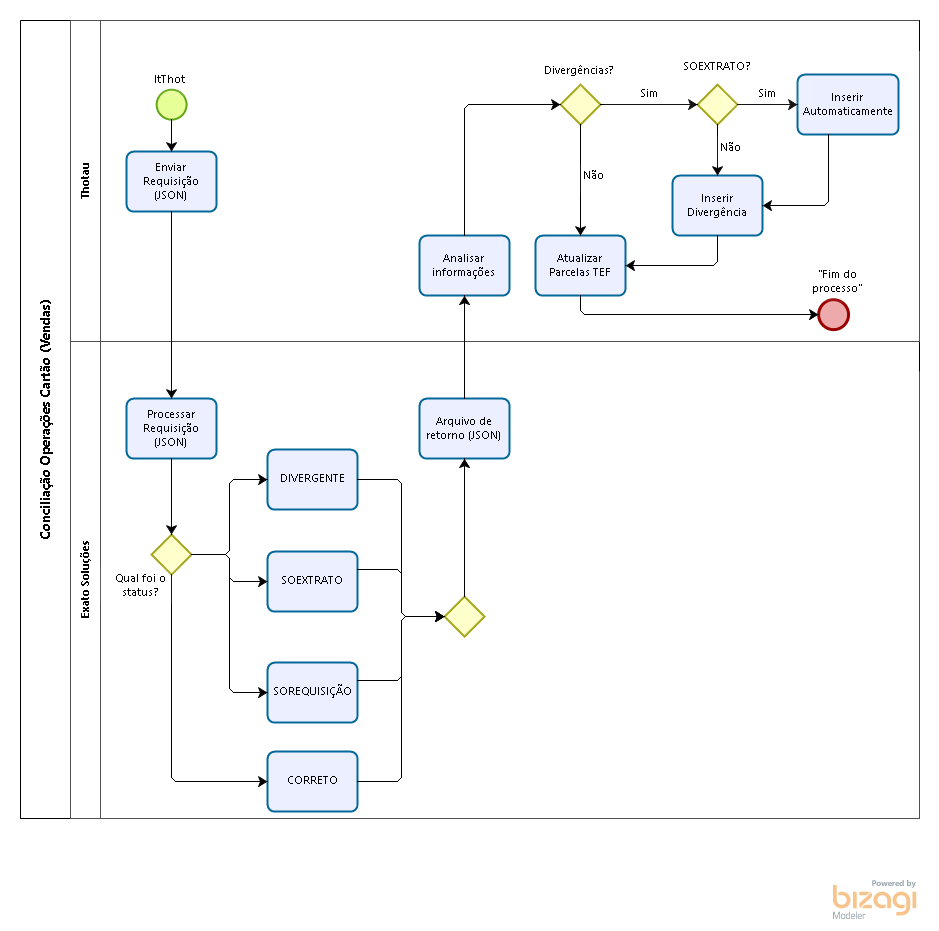 Conciliação Operações Cartão (Vendas)
Thotau
ItThot
Enviar
Requisição
(JSON)
Analisar
informações
Divergências?
Sim
Não
SOEXTRATO?
Sim
Não
Inserir
Automaticamente
Inserir
Divergência
Atualizar
Parcelas TEF
"Fim do
processo"
Exato Soluções
Processar
Requisição
(JSON)
Qual foi o
status?
DIVERGENTE
SOEXTRATO
SOREQUISIÇÃO
CORRETO
Arquivo de
retorno (JSON)
Powered by
bizagi
Modeler